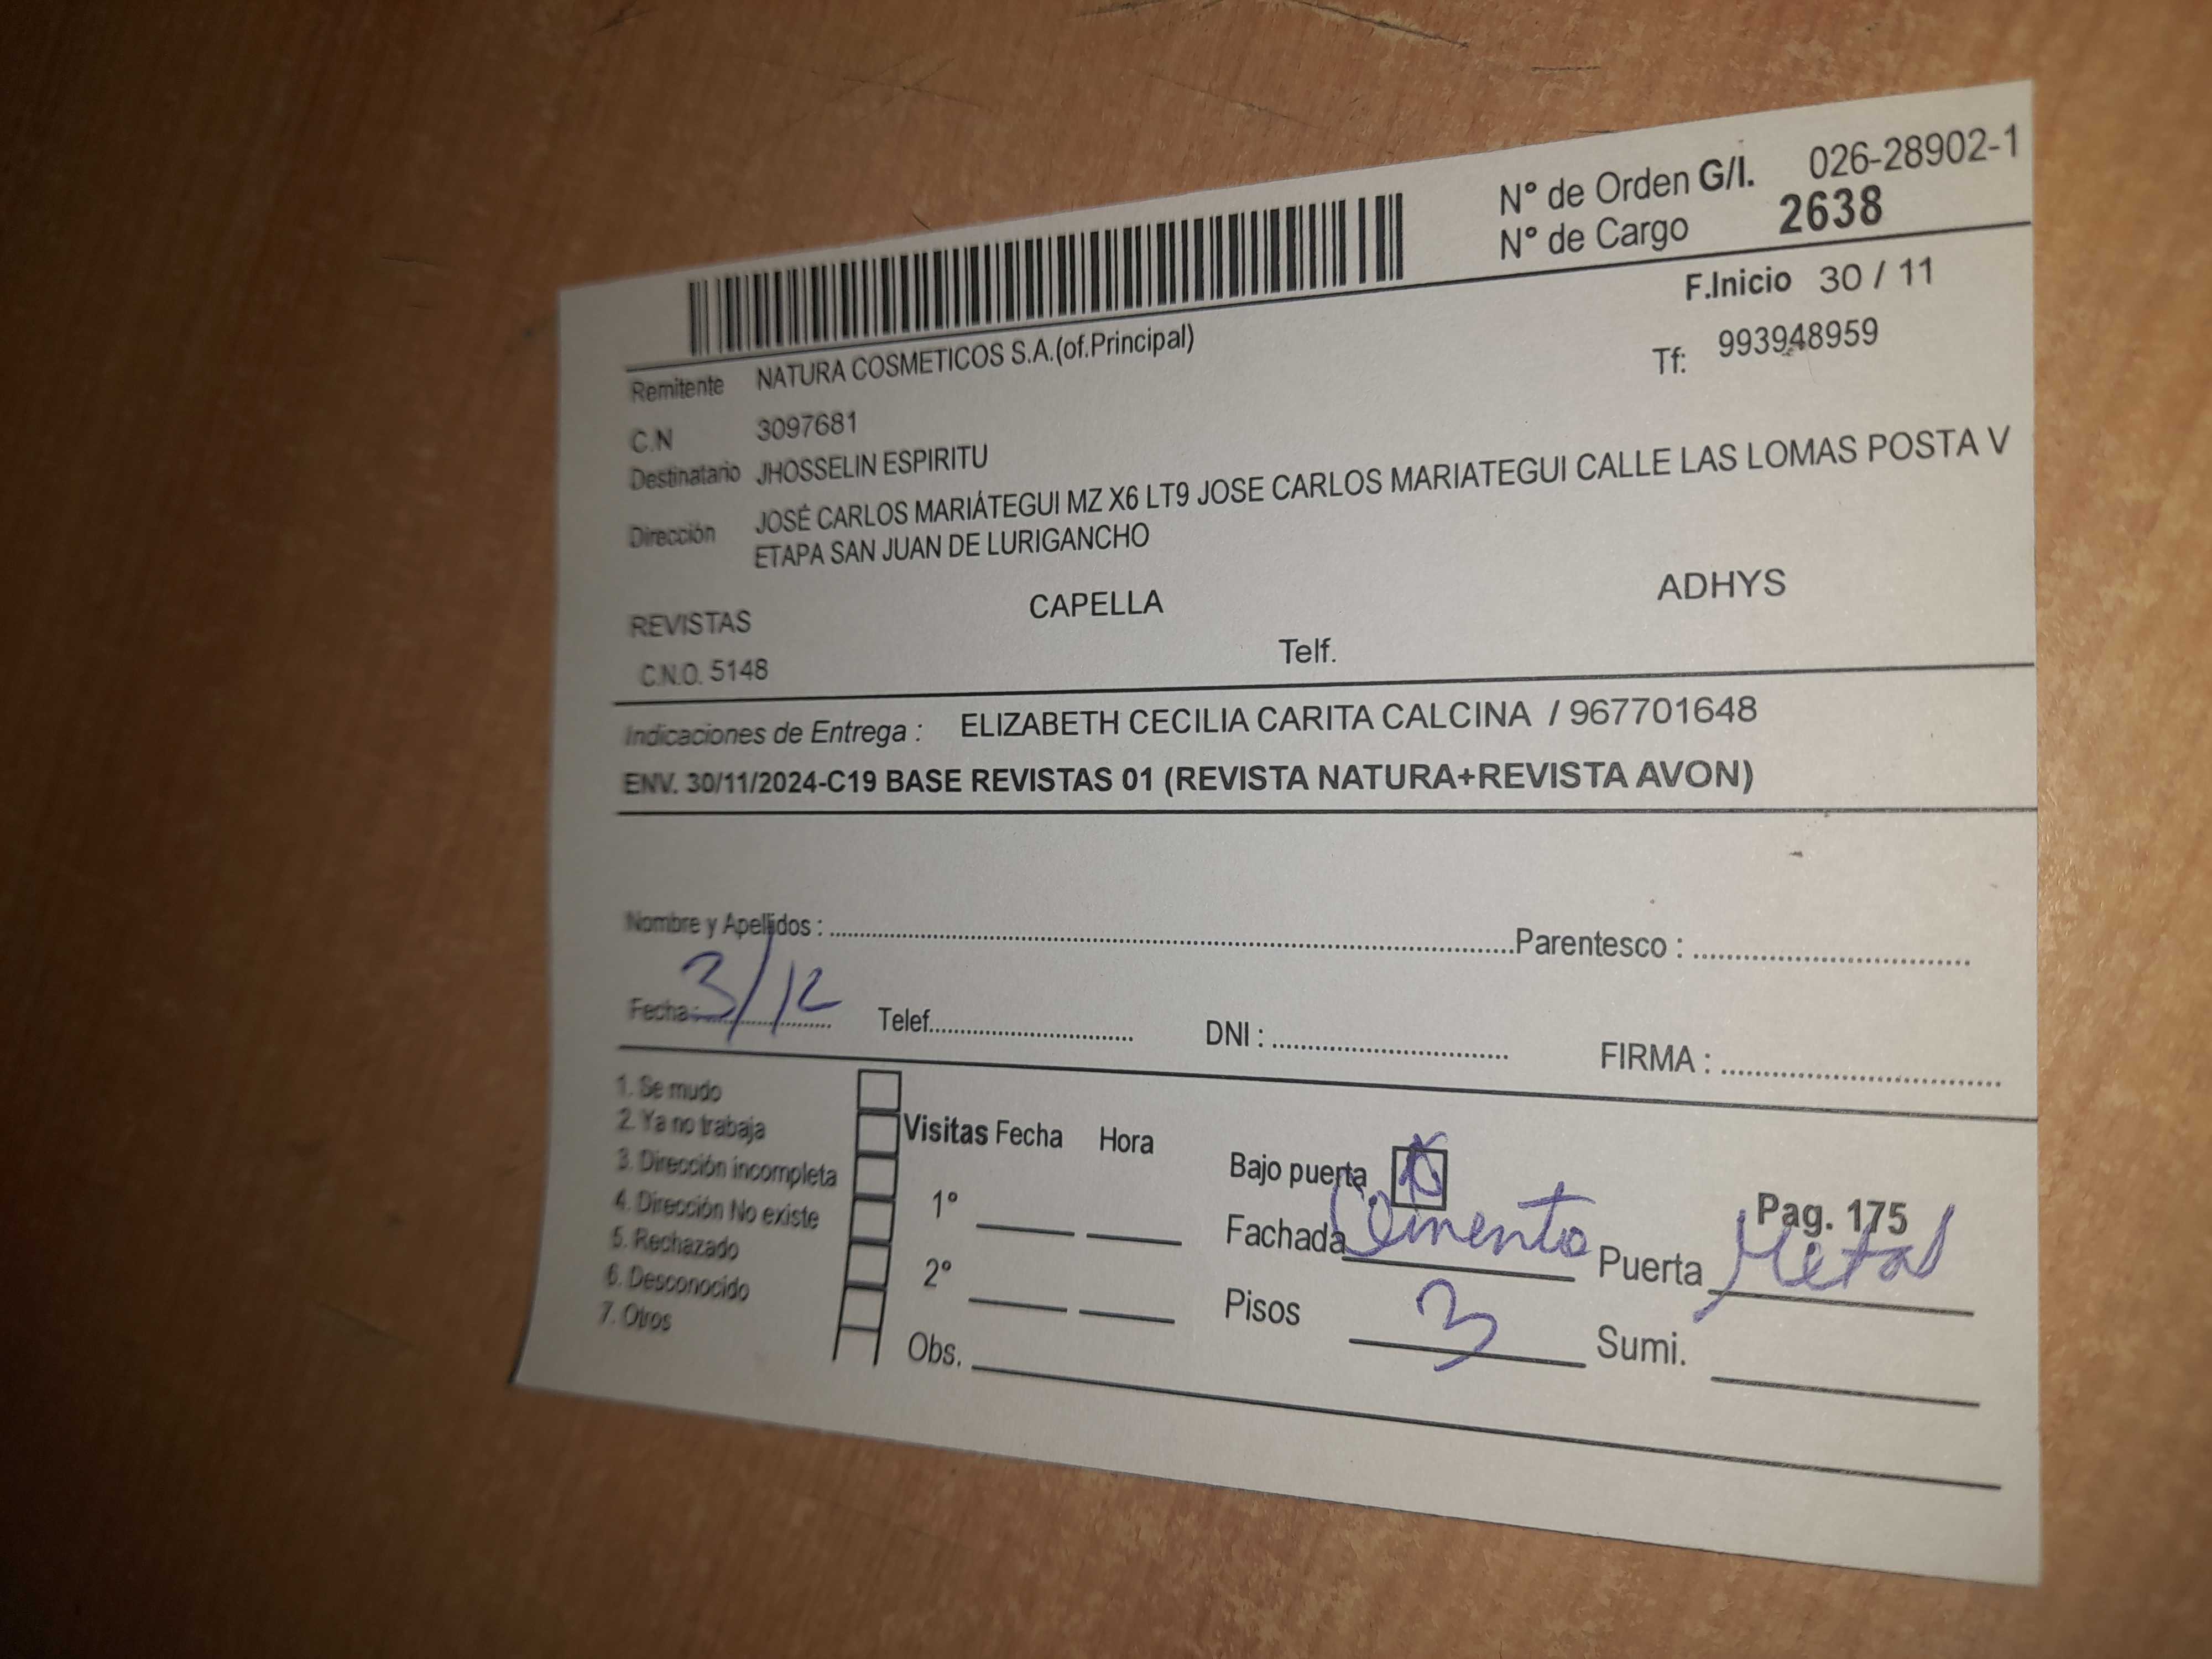 N° de Orden G/I. 026-28902-1
N° de Cargo 2638
F.Inicio 30 / 11
Remitente NATURA COSMETICOS S.A.(of.Principal)
Tf: 993948959
C.N 3097681
Destinatario JHOSSELIN ESPIRITU
Dirección JOSÉ CARLOS MARIÁTEGUI MZ X6 LT9 JOSE CARLOS MARIATEGUI CALLE LAS LOMAS POSTA V
ETAPA SAN JUAN DE LURIGANCHO
REVISTAS CAPELLA ADHYS
C.N.O. 5148 Telf.
Indicaciones de Entrega : ELIZABETH CECILIA CARITA CALCINA / 967701648
ENV. 30/11/2024-C19 BASE REVISTAS 01 (REVISTA NATURA+REVISTA AVON)
Nombre y Apellidos : Parentesco :
Fecha: 3/12 Telef. DNI : FIRMA :
1. Se mudo
2. Ya no trabaja
3. Dirección incompleta
4. Dirección No existe
5. Rechazado
6. Desconocido
7. Otros
Visitas Fecha Hora
1°
2°
Obs.
Bajo puerta X
Pag. 175
Fachada Cemento Puerta Metal
Pisos 3 Sumi.